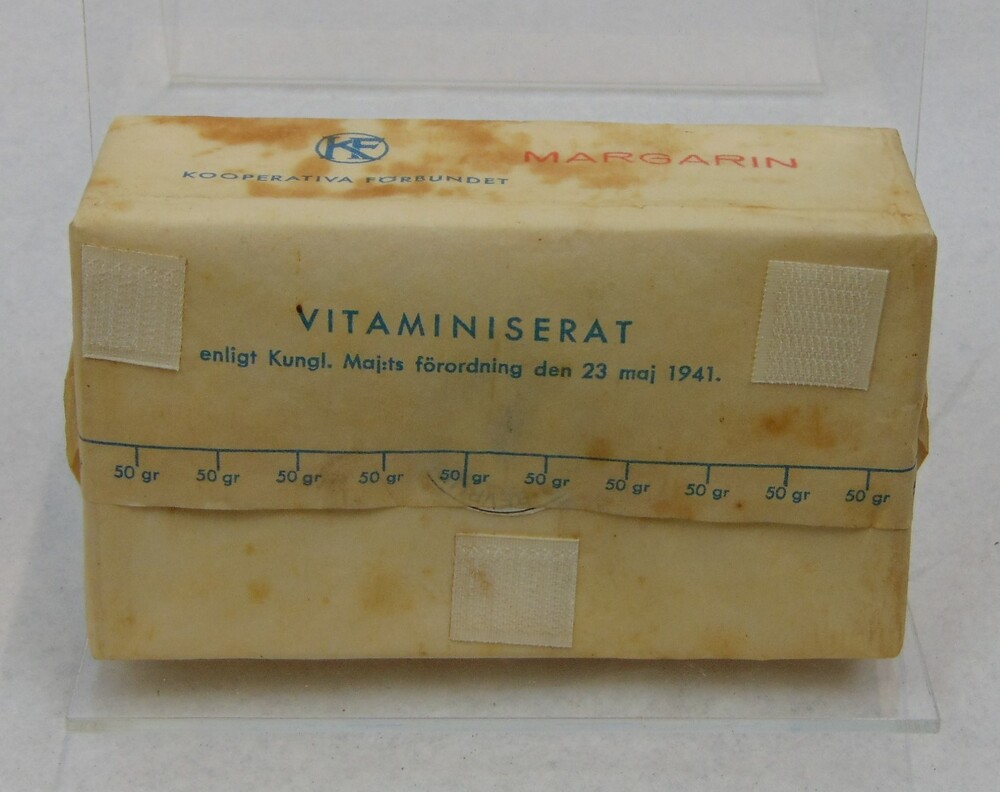 KF
KOOPERATIVA FÖRBUNDET
MARGARIN
VITAMINISERAT
enligt Kungl. Maj:ts förordning den 23 maj 1941.
50 gr 50 gr 50 gr 50 gr 50 gr 50 gr 50 gr 50 gr 50 gr 50 gr